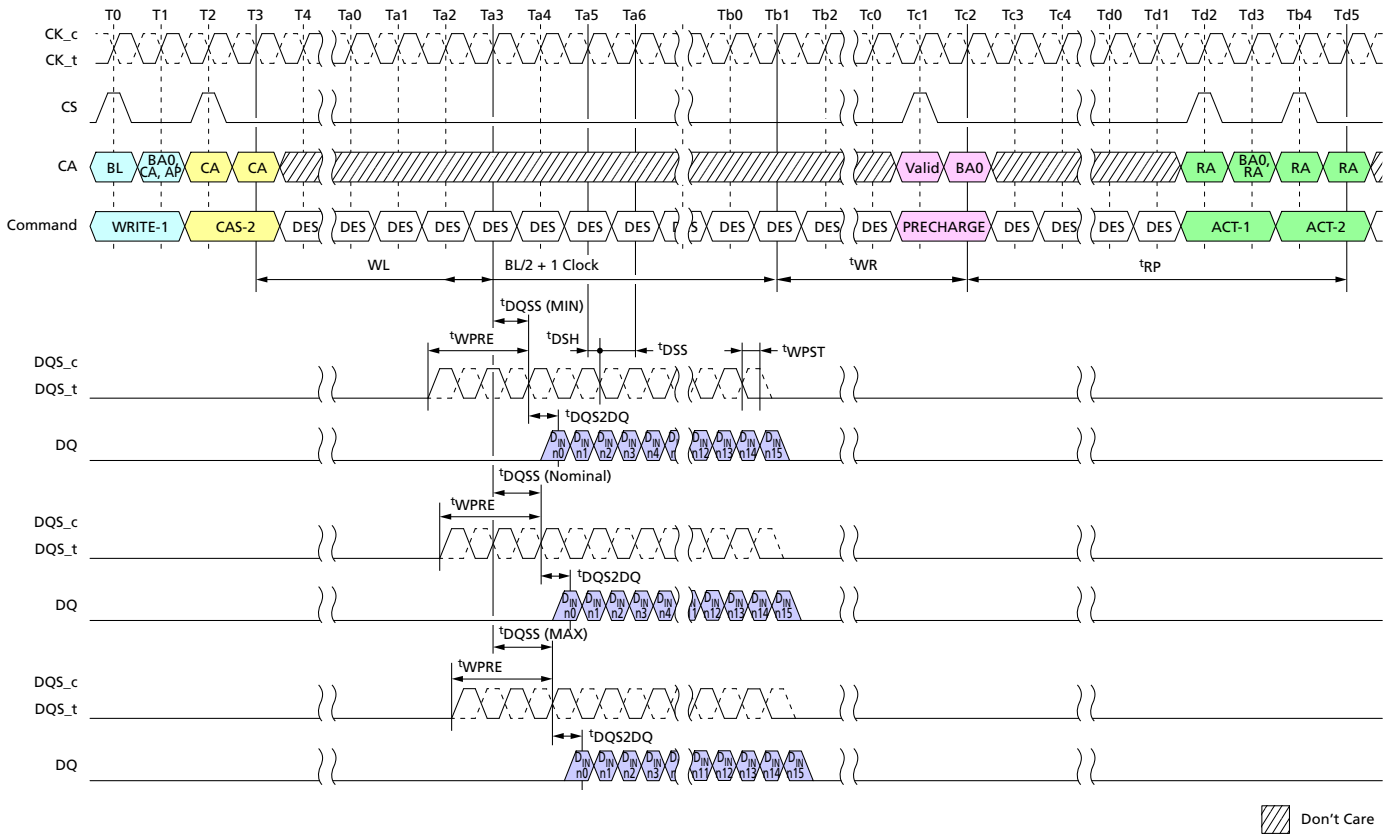 T0 T1 T2 T3 T4 Ta0 Ta1 Ta2 Ta3 Ta4 Ta5 Ta6 Tb0 Tb1 Tb2 Tc0 Tc1 Tc2 Tc3 Tc4 Td0 Td1 Td2 Td3 Tb4 Td5
CK_c
CK_t
CS
CA BL BA0, CA, AP CA CA Valid BA0 RA BA0, RA RA RA
Command WRITE-1 CAS-2 DES DES DES DES DES DES DES DES DES DES DES DES PRECHARGE DES DES DES DES ACT-1 ACT-2
WL BL/2 + 1 Clock tWR tRP
tDQSS (MIN)
tWPRE tDSH tDSS tWPST
DQS_c
DQS_t
tDQS2DQ
DQ DIN n0 DIN n1 DIN n2 DIN n3 DIN n4 DIN n12 DIN n13 DIN n14 DIN n15
tDQSS (Nominal)
tWPRE
DQS_c
DQS_t
tDQS2DQ
DQ DIN n0 DIN n1 DIN n2 DIN n3 DIN n4 DIN n12 DIN n13 DIN n14 DIN n15
tDQSS (MAX)
tWPRE
DQS_c
DQS_t
tDQS2DQ
DQ DIN n0 DIN n1 DIN n2 DIN n3 DIN n11 DIN n12 DIN n13 DIN n14 DIN n15
Don't Care